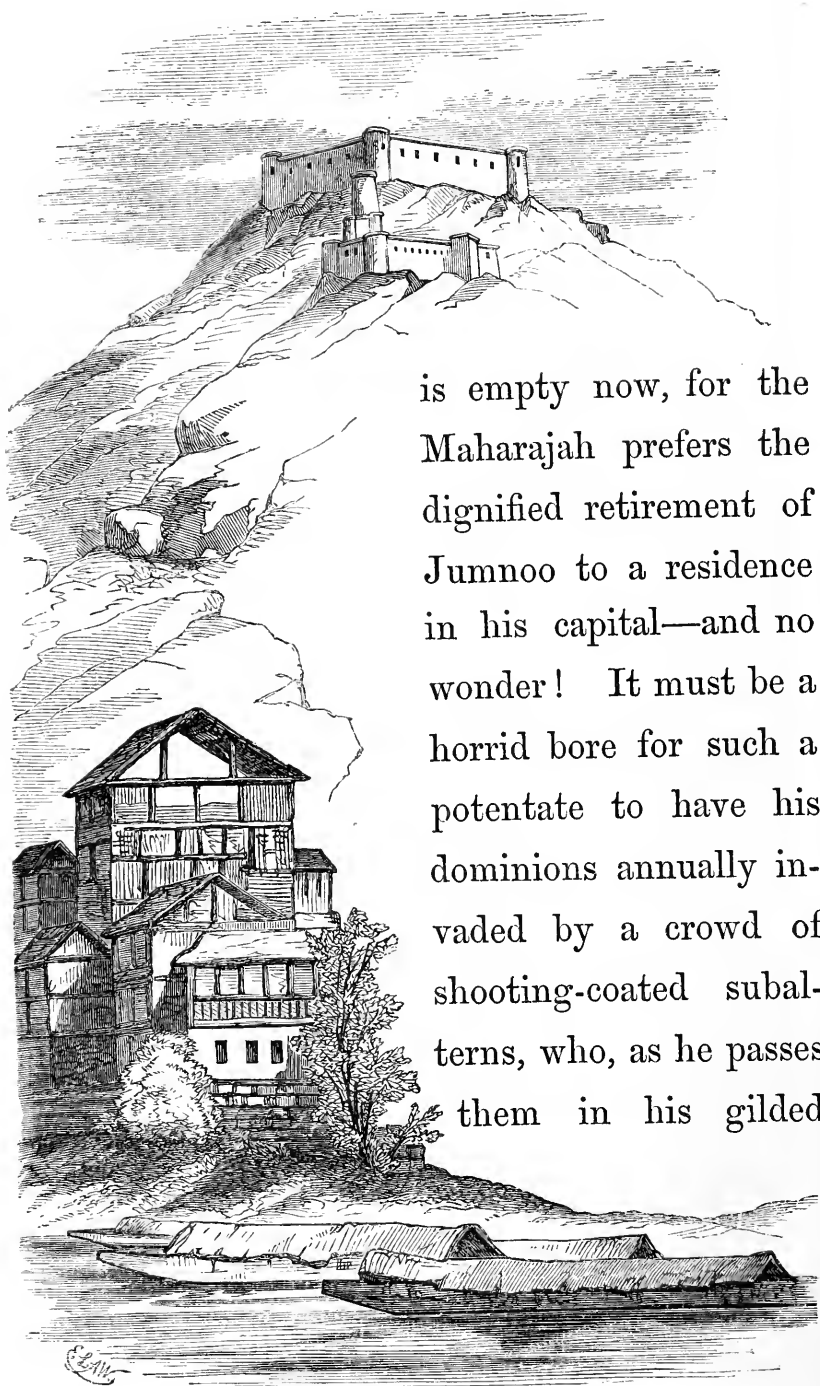 is empty now, for the
Maharajah prefers the
dignified retirement of
Jumnoo to a residence
in his capital—and no
wonder! It must be a
horrid bore for such a
potentate to have his
dominions annually in-
vaded by a crowd of
shooting-coated subal-
terns, who, as he passes
them in his gilded